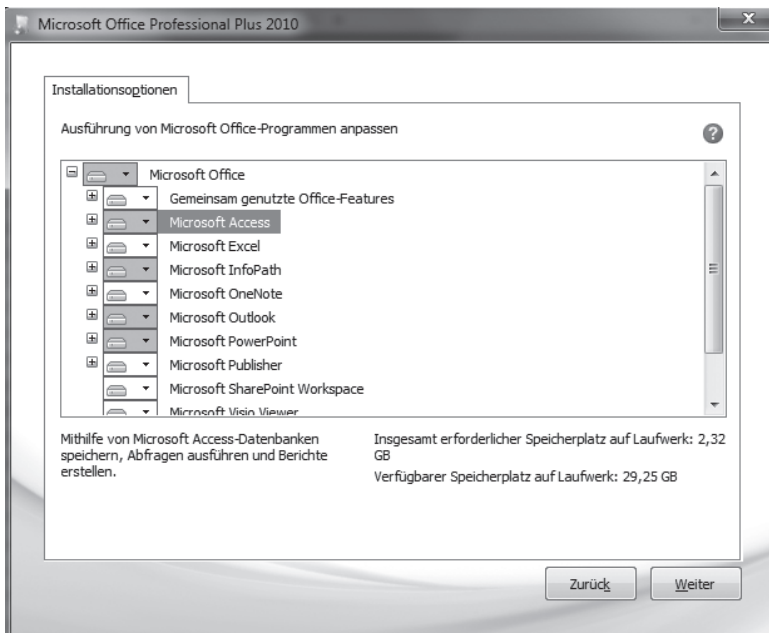 Microsoft Office Professional Plus 2010
Installationsoptionen
Ausführung von Microsoft Office-Programmen anpassen
?
Microsoft Office
Gemeinsam genutzte Office-Features
Microsoft Access
Microsoft Excel
Microsoft InfoPath
Microsoft OneNote
Microsoft Outlook
Microsoft PowerPoint
Microsoft Publisher
Microsoft SharePoint Workspace
Microsoft Visio Viewer
Mithilfe von Microsoft Access-Datenbanken
speichern, Abfragen ausführen und Berichte
erstellen.
Insgesamt erforderlicher Speicherplatz auf Laufwerk: 2,32
GB
Verfügbarer Speicherplatz auf Laufwerk: 29,25 GB
Zurück
Weiter